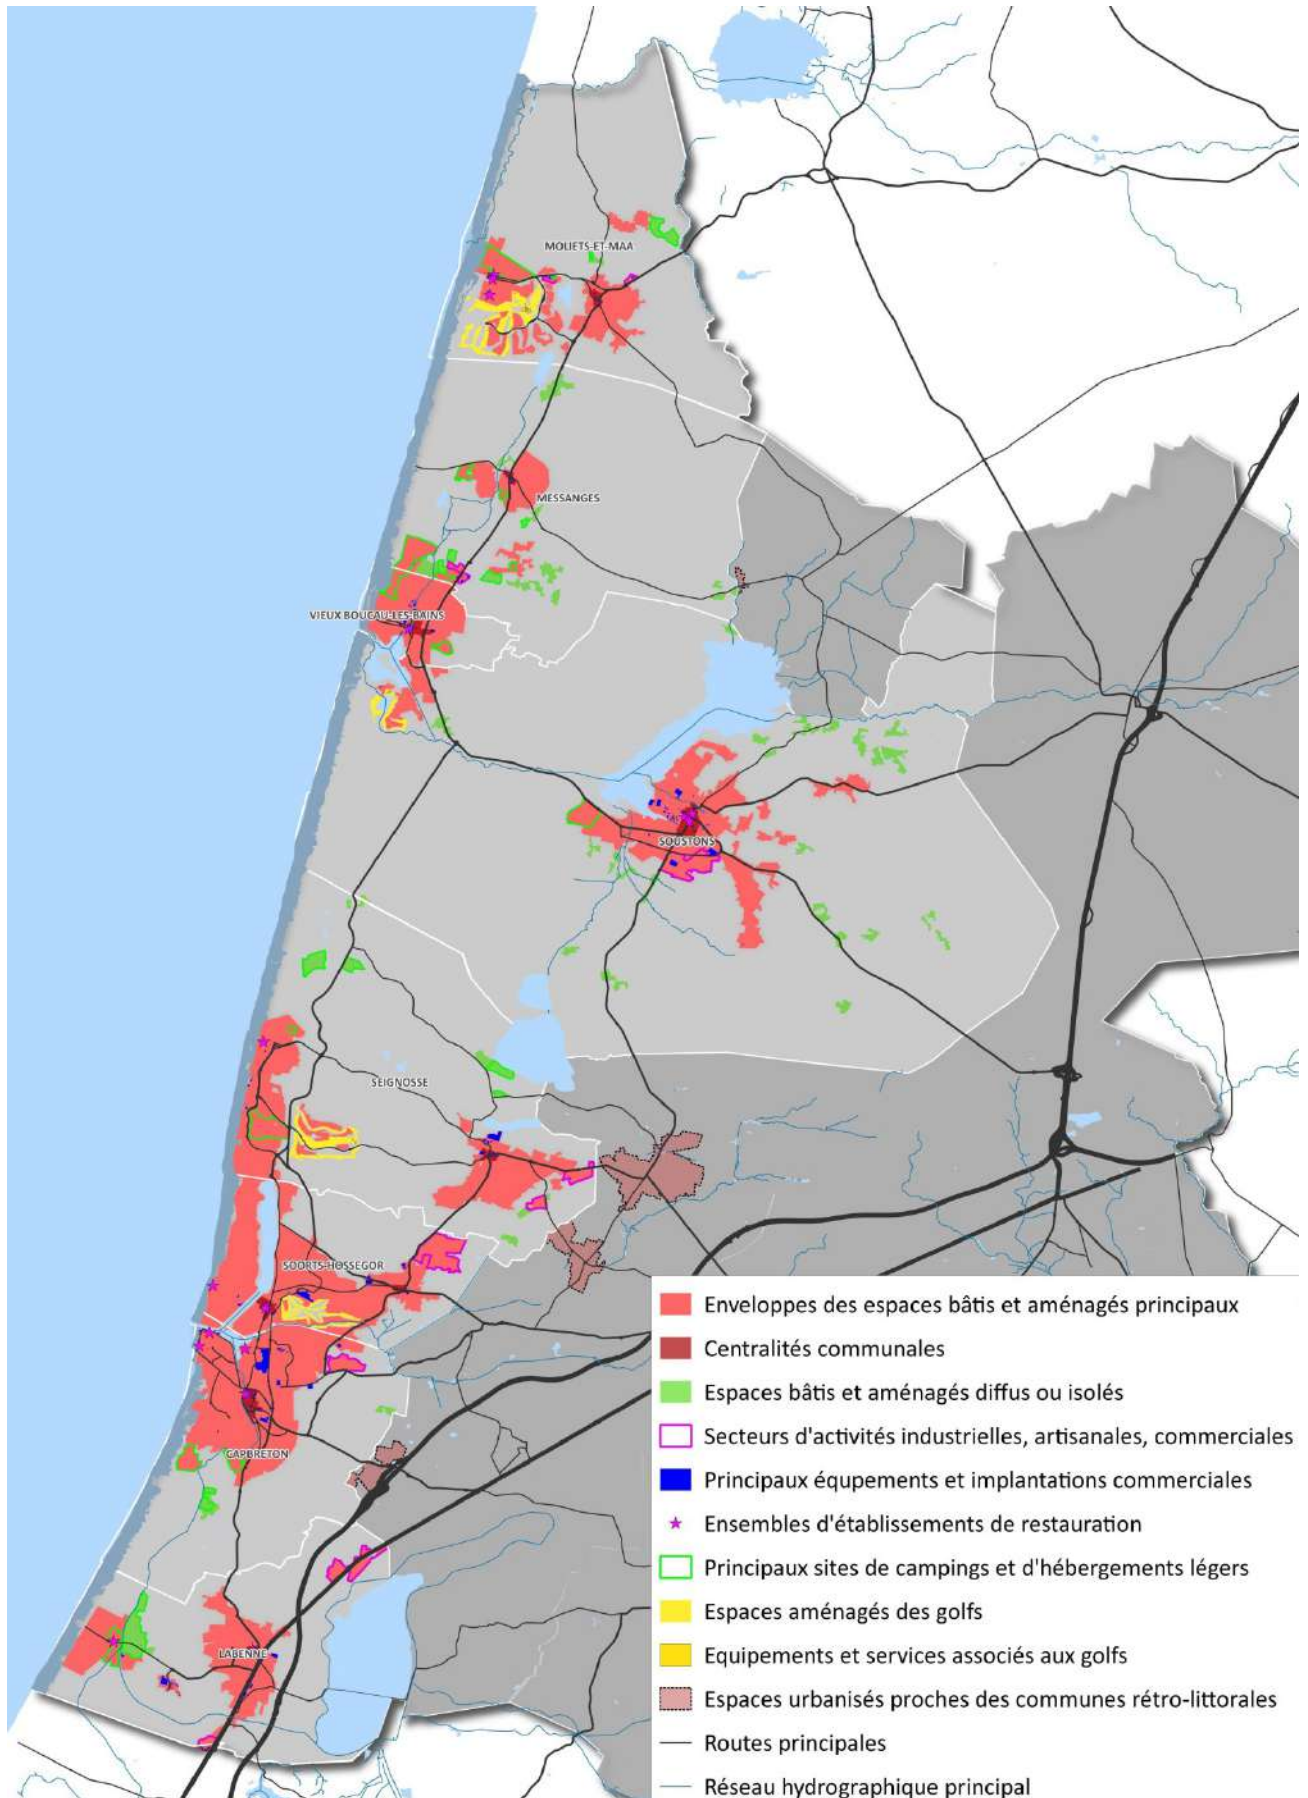 MOLIETS-ET-MAA
MESSANGES
VIEUX BOUCAU-LES-BAINS
SOUSTONS
SEIGNOSSE
SOORTS-HOSSEGOR
CAPBRETON
LABENNE
Enveloppes des espaces bâtis et aménagés principaux
Centralités communales
Espaces bâtis et aménagés diffus ou isolés
Secteurs d'activités industrielles, artisanales, commerciales
Principaux équpements et implantations commerciales
Ensembles d'établissements de restauration
Principaux sites de campings et d'hébergements légers
Espaces aménagés des golfs
Equipements et services associés aux golfs
Espaces urbanisés proches des communes rétro-littorales
Routes principales
Réseau hydrographique principal